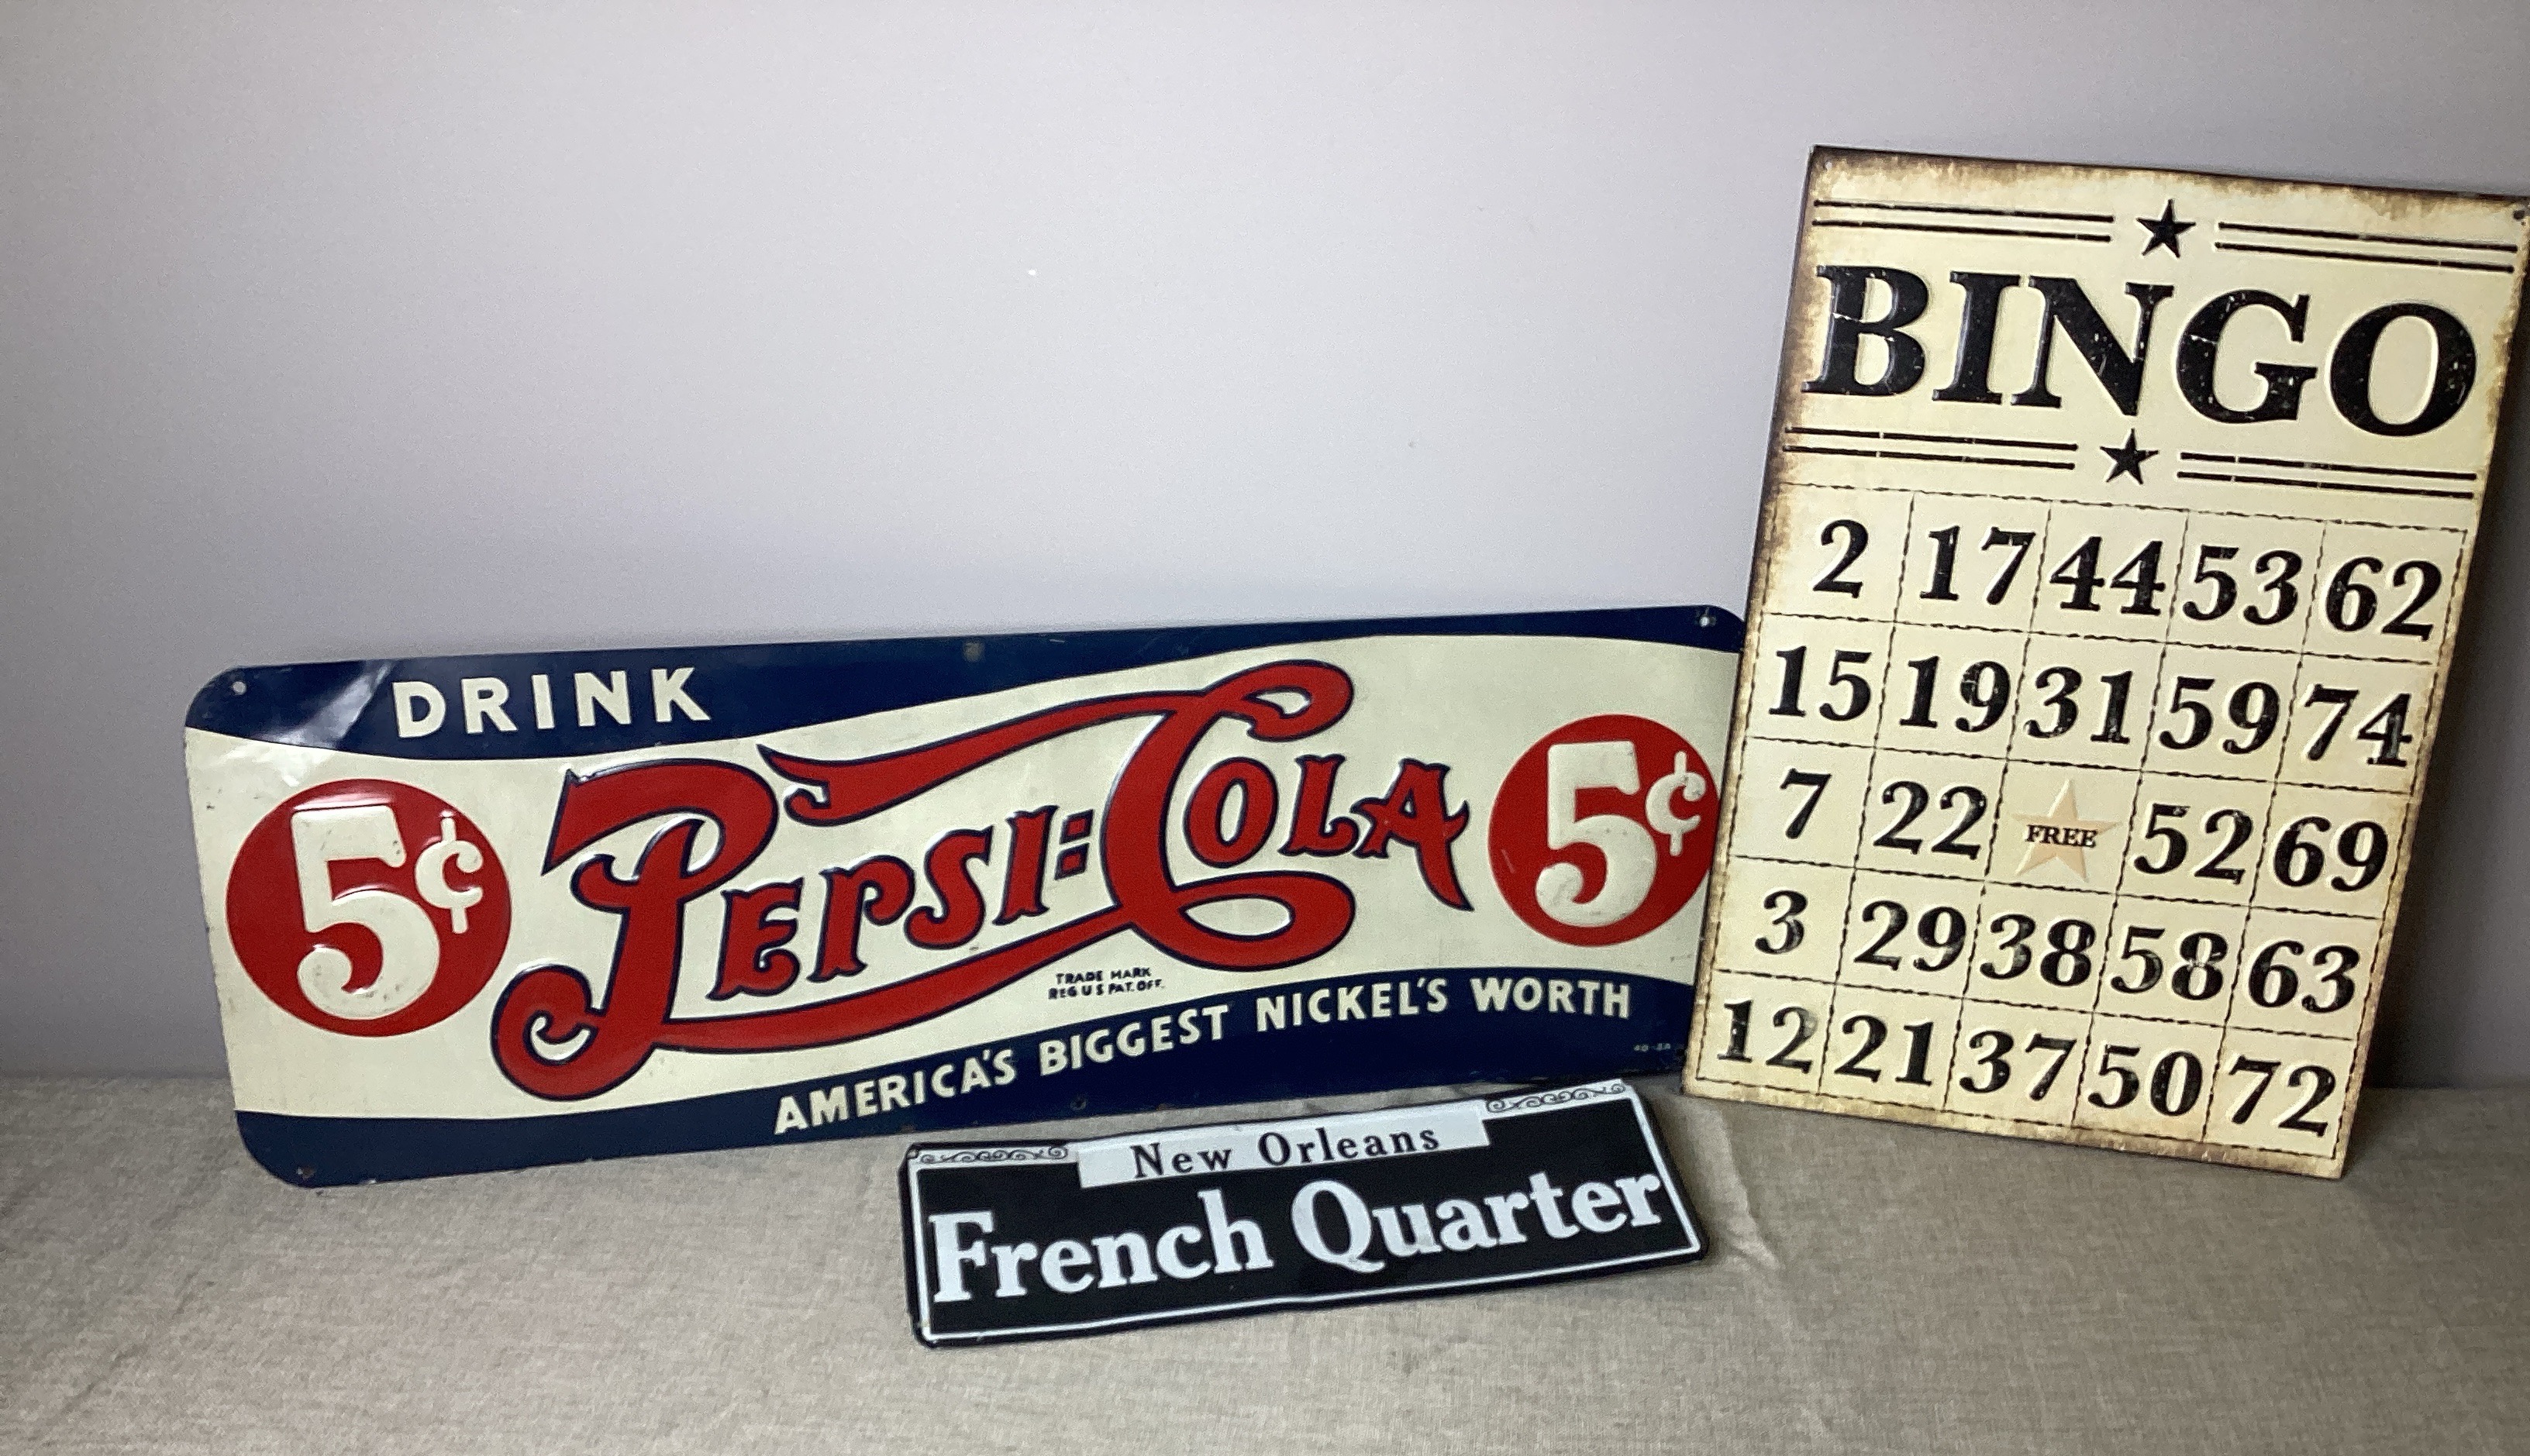 DRINK
5¢ PEPSI:COLA 5¢
TRADE MARK
REG U S PAT. OFF.
AMERICA'S BIGGEST NICKEL'S WORTH
New Orleans
French Quarter
BINGO
2 17 44 53 62
15 19 31 59 74
7 22 FREE 52 69
3 29 38 58 63
12 21 37 50 72